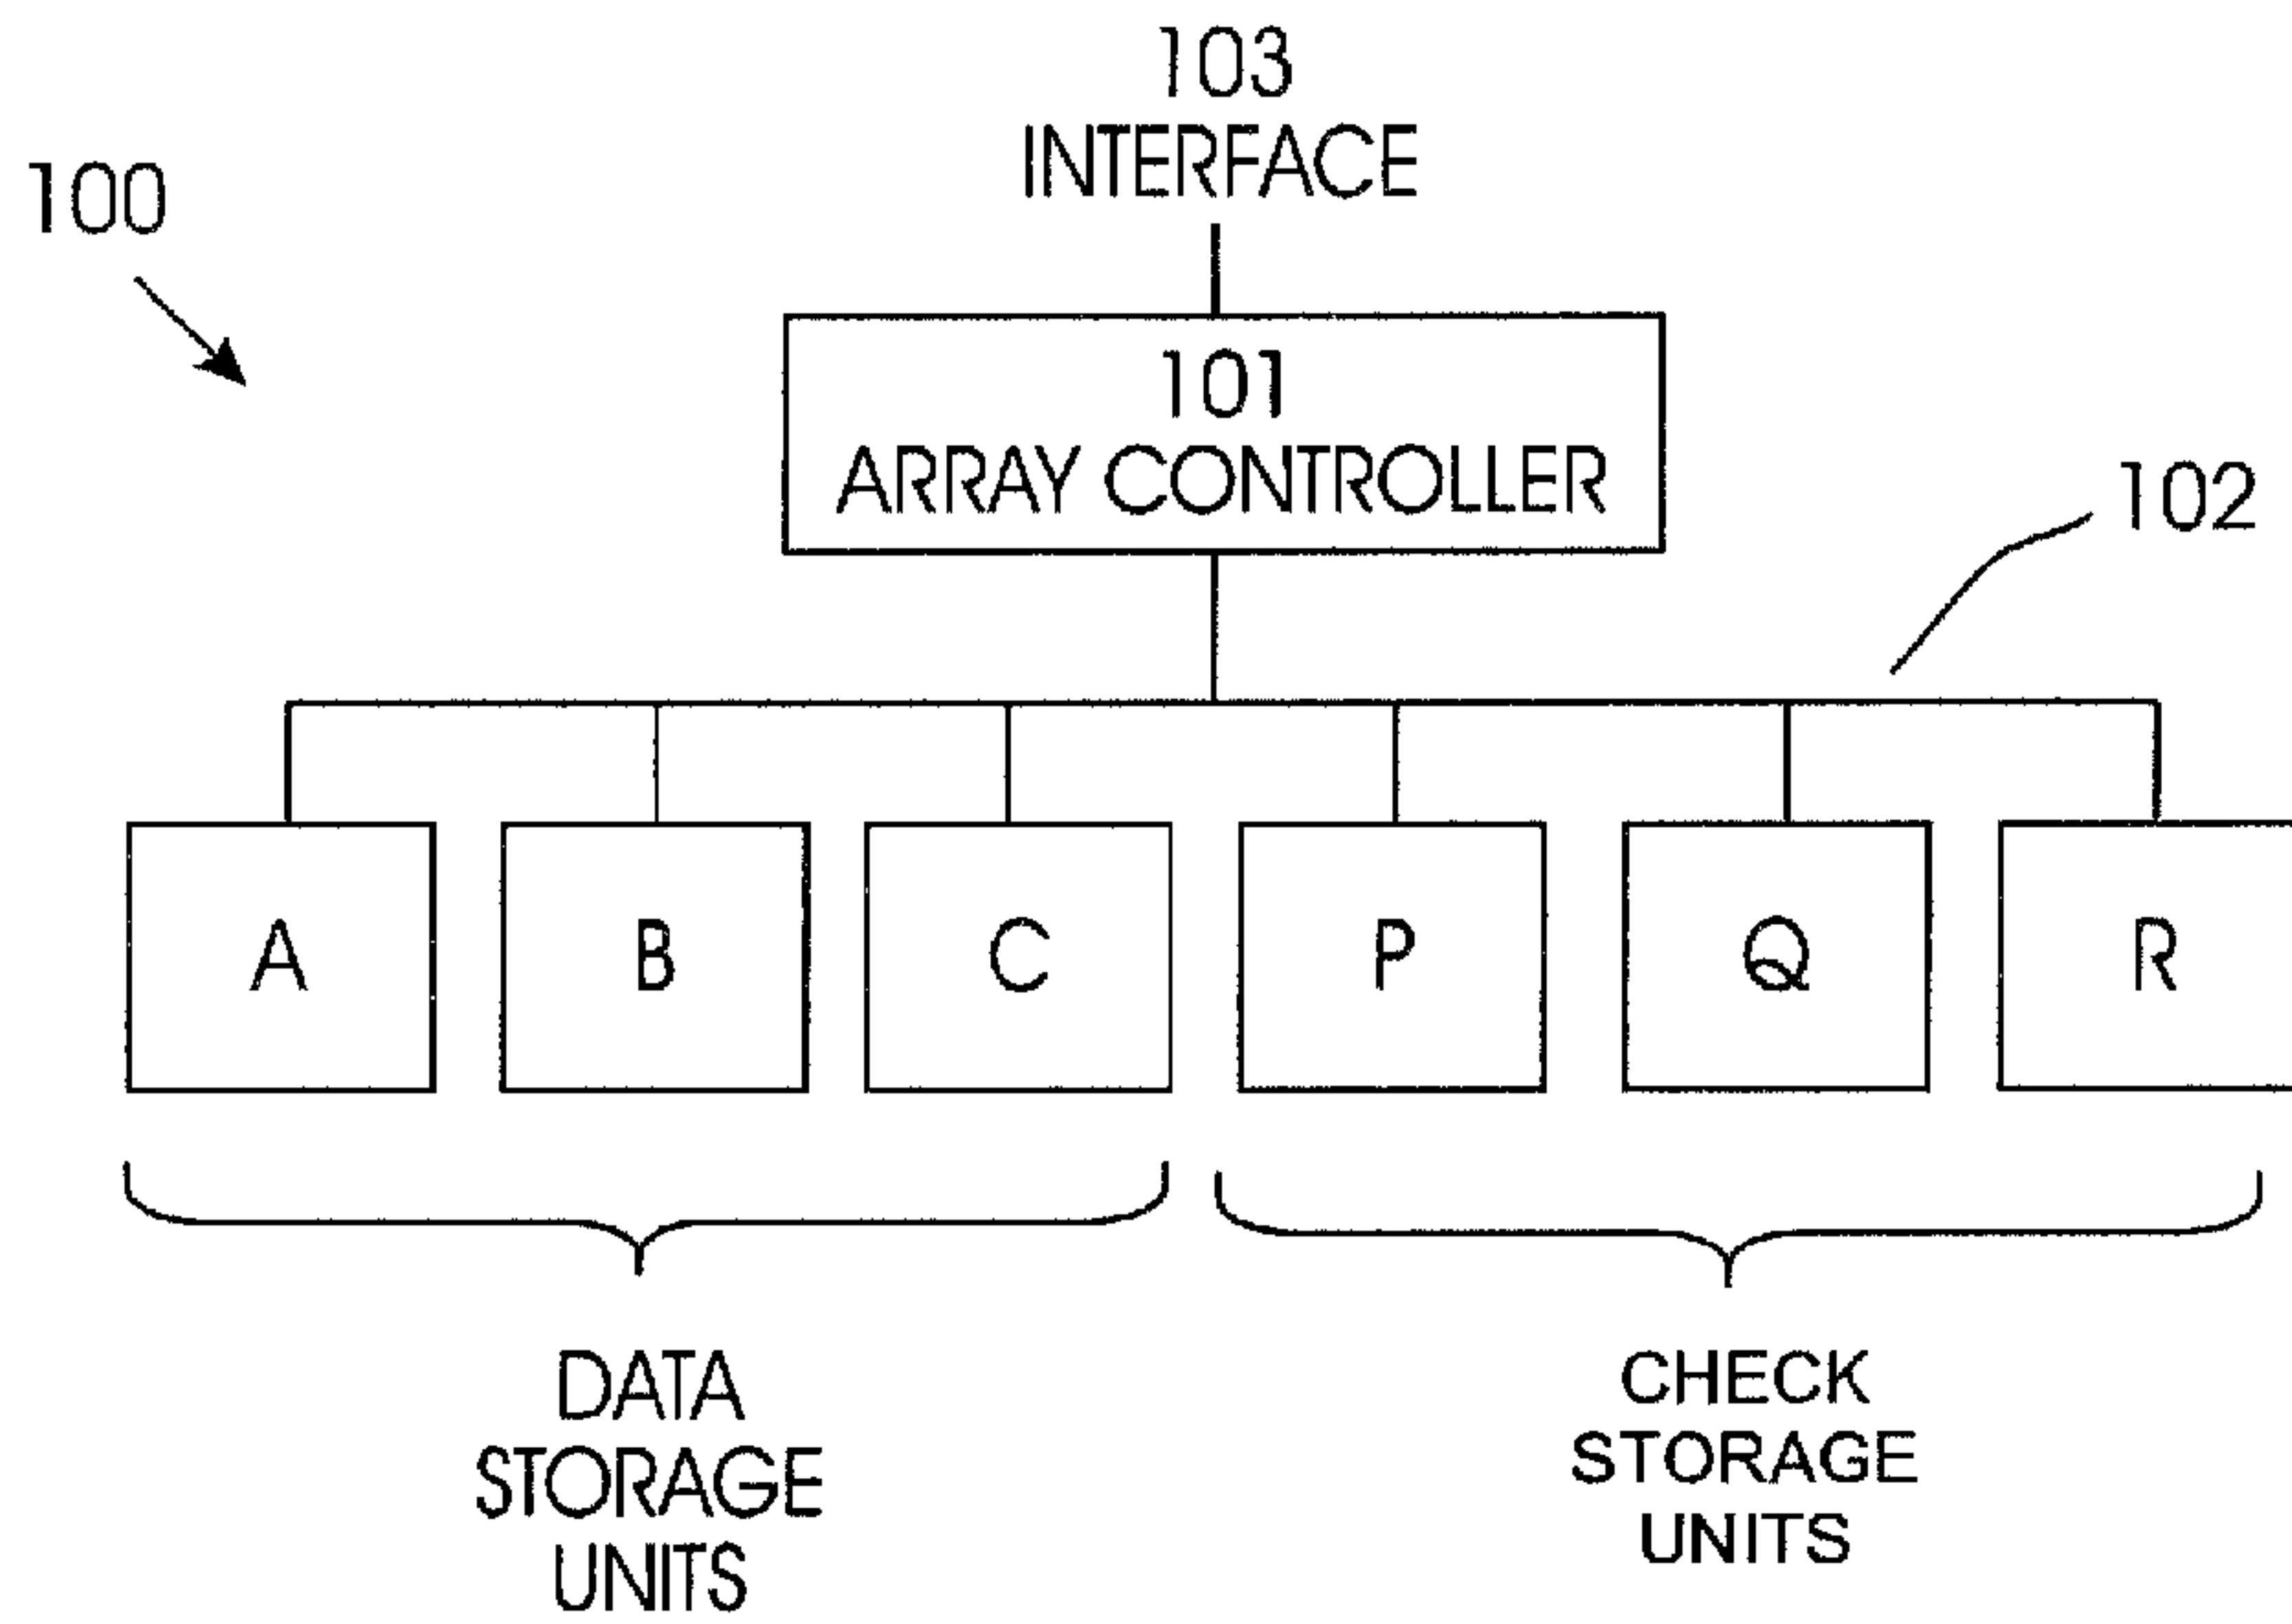 103
INTERFACE
100
101
ARRAY CONTROLLER
102
A B C P Q R
DATA
STORAGE
UNITS
CHECK
STORAGE
UNITS